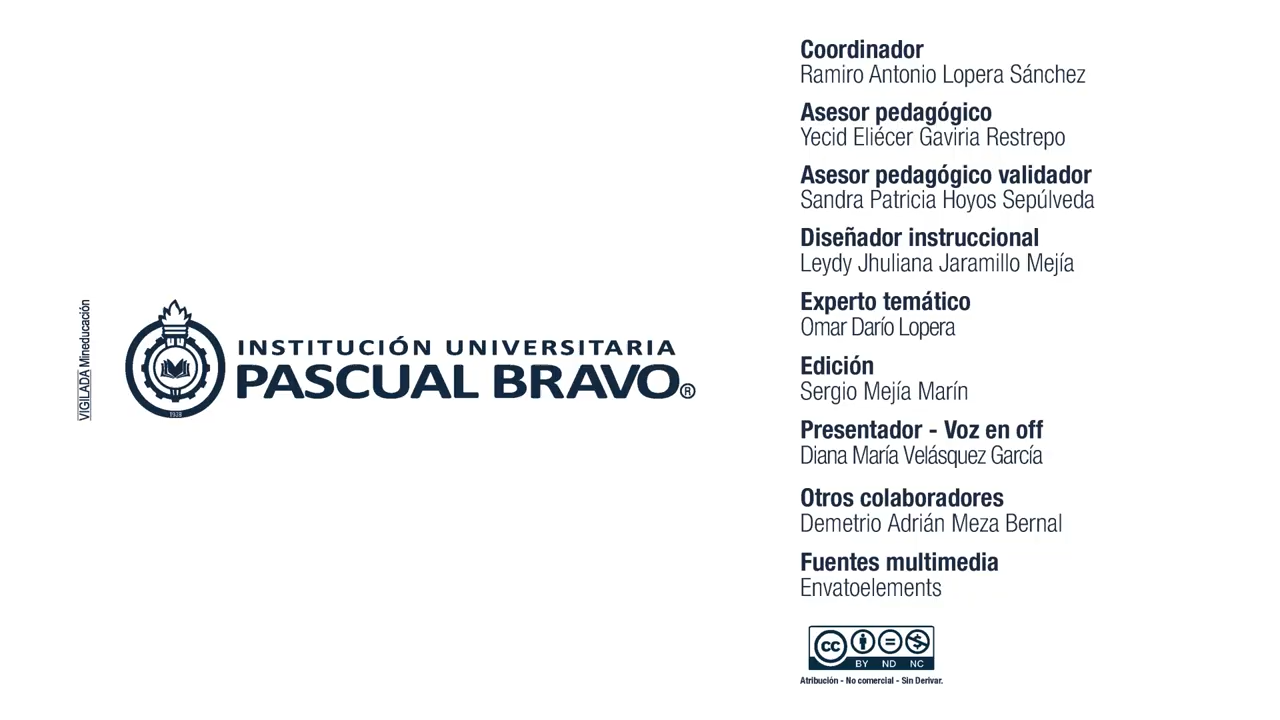 VIGILADA Mineducación
1938
INSTITUCIÓN UNIVERSITARIA
PASCUAL BRAVO®
Coordinador
Ramiro Antonio Lopera Sánchez
Asesor pedagógico
Yecid Eliécer Gaviria Restrepo
Asesor pedagógico validador
Sandra Patricia Hoyos Sepúlveda
Diseñador instruccional
Leydy Jhuliana Jaramillo Mejía
Experto temático
Omar Darío Lopera
Edición
Sergio Mejía Marín
Presentador - Voz en off
Diana María Velásquez García
Otros colaboradores
Demetrio Adrián Meza Bernal
Fuentes multimedia
Envatoelements
cc
BY ND NC
Atribución - No comercial - Sin Derivar.